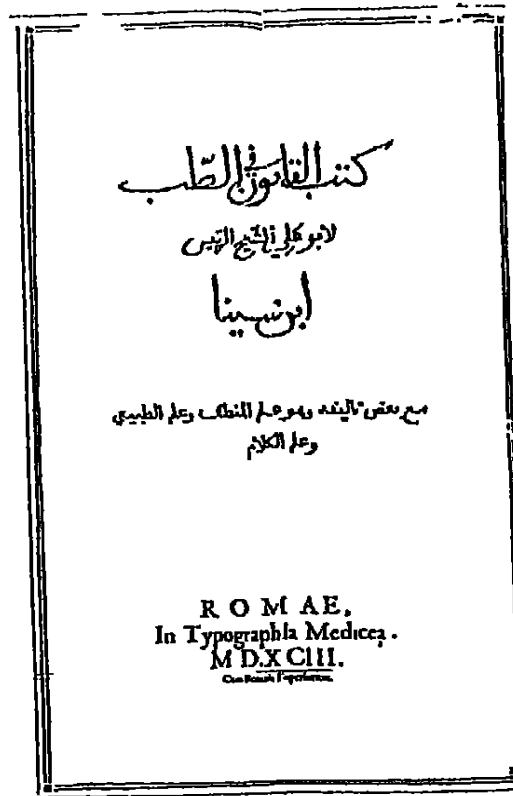 كتب القانون في الطب
لابو علي الشيخ الرئيس
ابن سينا
مع بعض تاليفه وهو علم المنطق وعلم الطبيعي
وعلم الكلام
ROMAE,
In Typographia Medicea.
M D.XCIII.